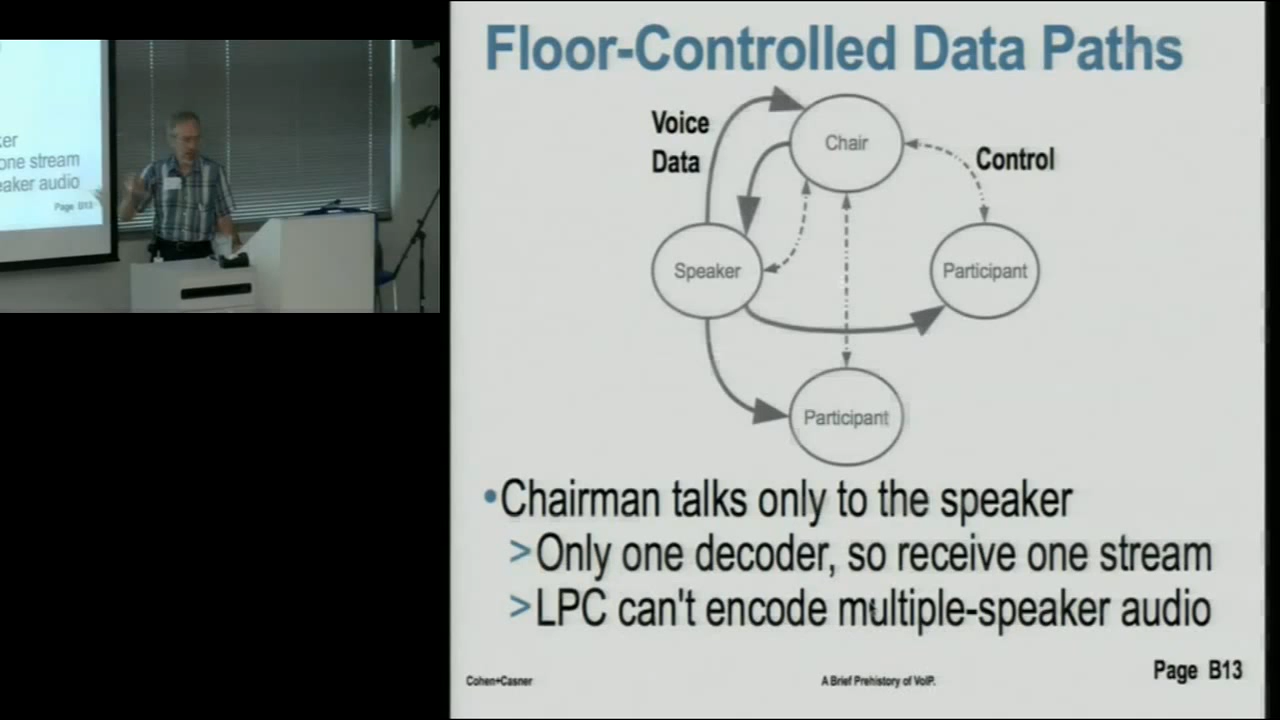 Floor-Controlled Data Paths
Voice
Data
Chair
Control
Speaker
Participant
Participant
•Chairman talks only to the speaker
>Only one decoder, so receive one stream
>LPC can't encode multiple-speaker audio
Cohen+Casner
A Brief Prehistory of VoIP.
Page B13
ker
one stream
eaker audio
Page B13